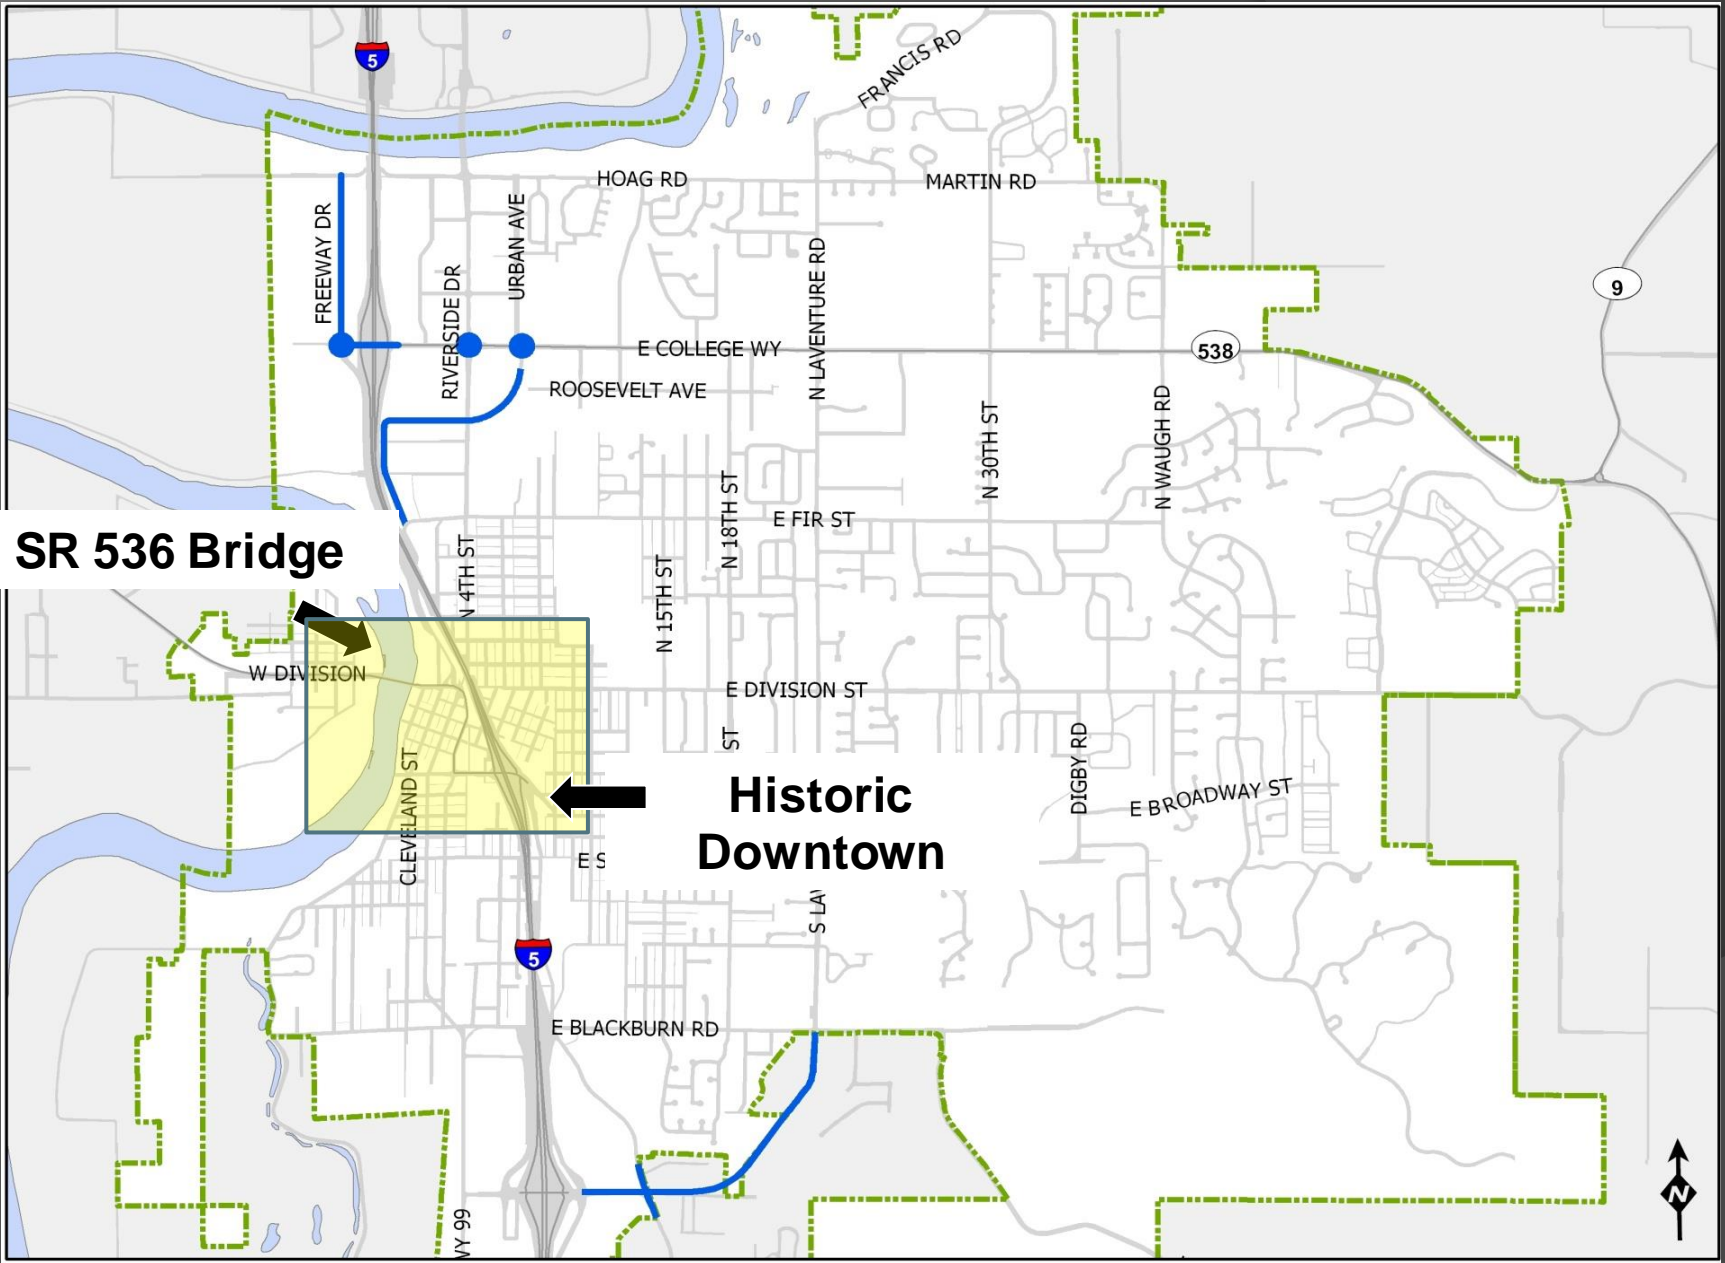 5
FRANCIS RD
HOAG RD
MARTIN RD
FREEWAY DR
URBAN AVE
RIVERSIDE DR
N LAVENTURE RD
9
E COLLEGE WY
538
ROOSEVELT AVE
N 30TH ST
N WAUGH RD
N 18TH ST
E FIR ST
SR 536 Bridge
N 4TH ST
N 15TH ST
W DIVISION
E DIVISION ST
ST
DIGBY RD
CLEVELAND ST
E BROADWAY ST
Historic
Downtown
E S
S LA
5
E BLACKBURN RD
WY 99
N